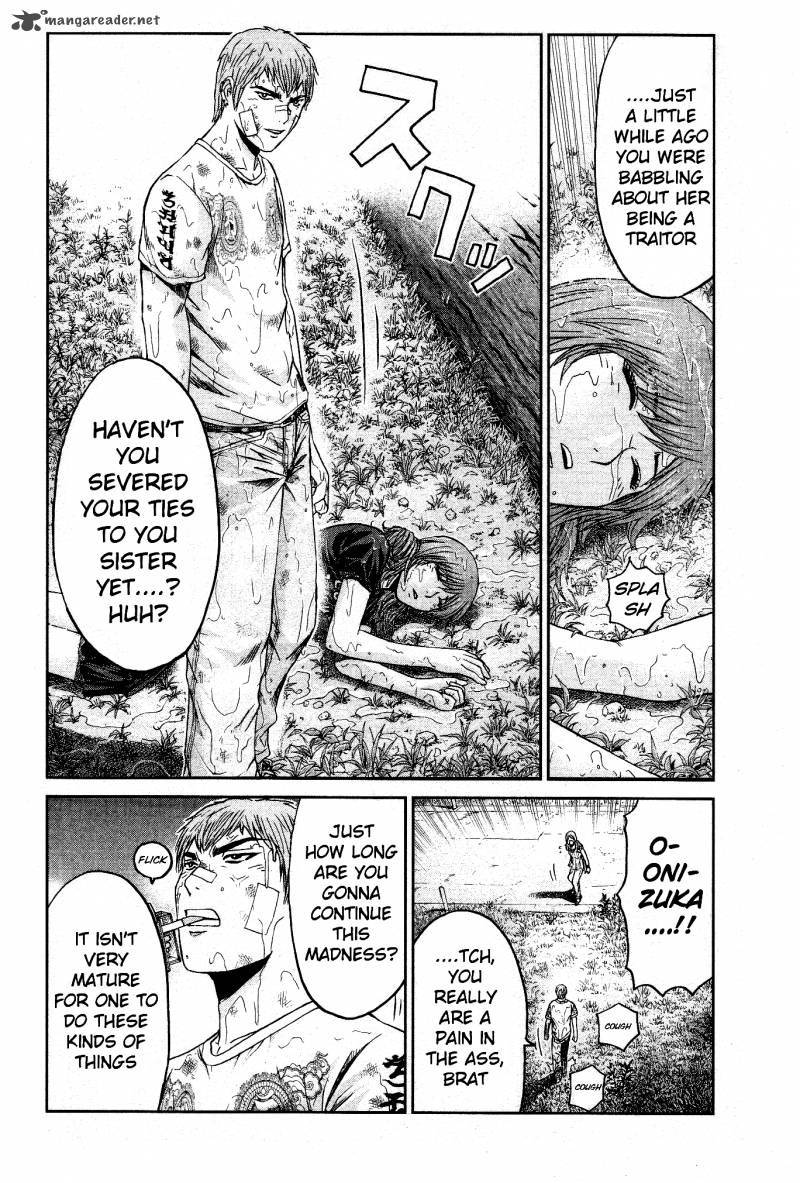 mangareader.net
....JUST
A LITTLE
WHILE AGO
YOU WERE
BABBLING
ABOUT HER
BEING A
TRAITOR
SPLA
SH
スクッ
HAVEN'T
YOU
SEVERED
YOUR TIES
TO YOU
SISTER
YET....?
HUH?
O-
ONI-
ZUKA
....!!
....TCH,
YOU
REALLY
ARE A
PAIN IN
THE ASS,
BRAT
COUGH
COUGH
JUST
HOW LONG
ARE YOU
GONNA
CONTINUE
THIS
MADNESS?
FLICK
IT ISN'T
VERY
MATURE
FOR ONE TO
DO THESE
KINDS OF
THINGS